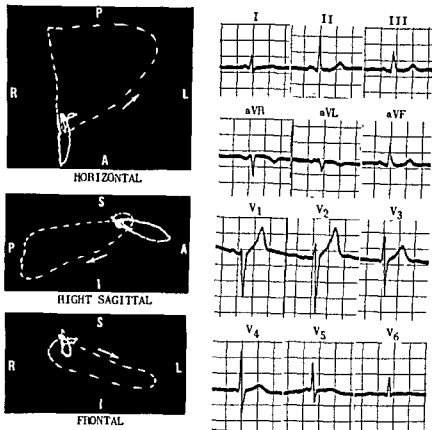 P
R
L
A
HORIZONTAL
S
P
A
I
RIGHT SAGITTAL
S
R
L
I
FRONTAL
I II III
aVR aVL aVF
V1 V2 V3
V4 V5 V6